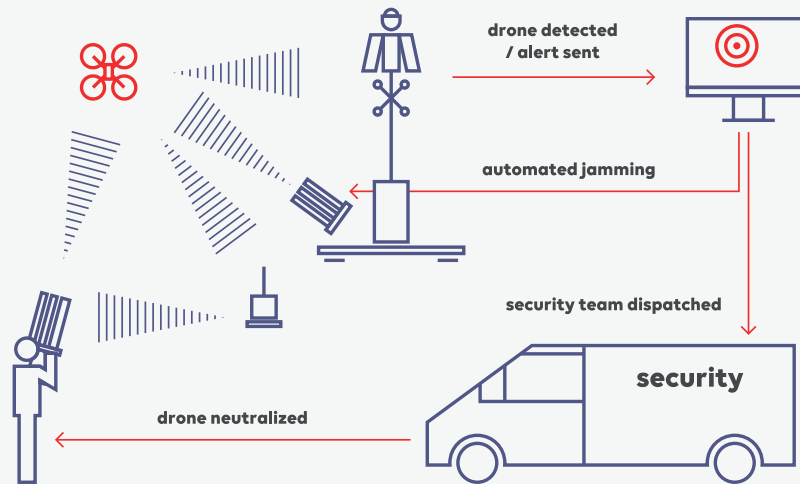 drone detected
/ alert sent
automated jamming
security team dispatched
security
drone neutralized